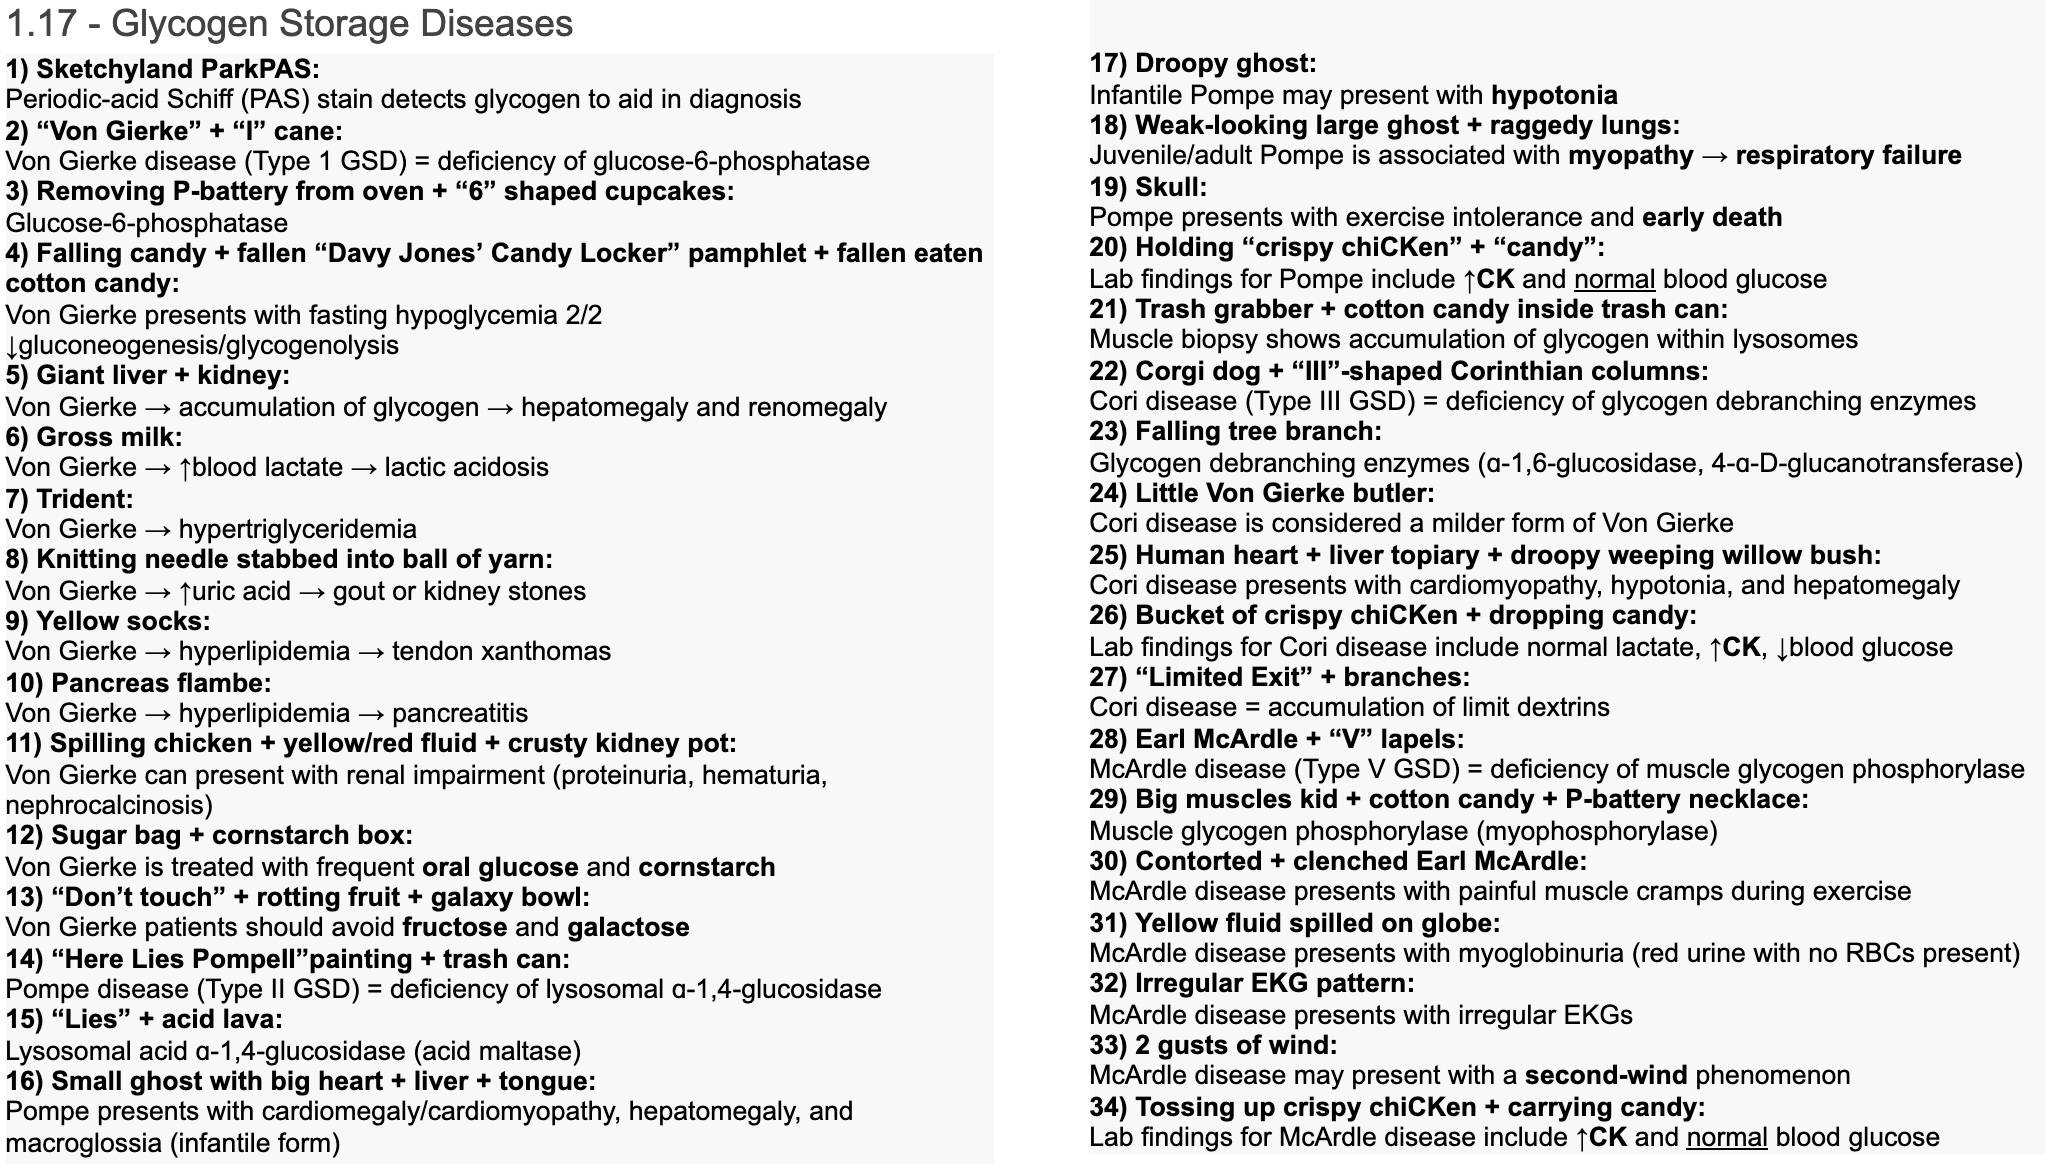 1.17 - Glycogen Storage Diseases
1) Sketchyland ParkPAS:
Periodic-acid Schiff (PAS) stain detects glycogen to aid in diagnosis
2) “Von Gierke” + “I” cane:
Von Gierke disease (Type 1 GSD) = deficiency of glucose-6-phosphatase
3) Removing P-battery from oven + “6” shaped cupcakes:
Glucose-6-phosphatase
4) Falling candy + fallen “Davy Jones’ Candy Locker” pamphlet + fallen eaten
cotton candy:
Von Gierke presents with fasting hypoglycemia 2/2
↓gluconeogenesis/glycogenolysis
5) Giant liver + kidney:
Von Gierke → accumulation of glycogen → hepatomegaly and renomegaly
6) Gross milk:
Von Gierke → ↑blood lactate → lactic acidosis
7) Trident:
Von Gierke → hypertriglyceridemia
8) Knitting needle stabbed into ball of yarn:
Von Gierke → ↑uric acid → gout or kidney stones
9) Yellow socks:
Von Gierke → hyperlipidemia → tendon xanthomas
10) Pancreas flambe:
Von Gierke → hyperlipidemia → pancreatitis
11) Spilling chicken + yellow/red fluid + crusty kidney pot:
Von Gierke can present with renal impairment (proteinuria, hematuria,
nephrocalcinosis)
12) Sugar bag + cornstarch box:
Von Gierke is treated with frequent oral glucose and cornstarch
13) “Don’t touch” + rotting fruit + galaxy bowl:
Von Gierke patients should avoid fructose and galactose
14) “Here Lies PompeII”painting + trash can:
Pompe disease (Type II GSD) = deficiency of lysosomal α-1,4-glucosidase
15) “Lies” + acid lava:
Lysosomal acid α-1,4-glucosidase (acid maltase)
16) Small ghost with big heart + liver + tongue:
Pompe presents with cardiomegaly/cardiomyopathy, hepatomegaly, and
macroglossia (infantile form)
17) Droopy ghost:
Infantile Pompe may present with hypotonia
18) Weak-looking large ghost + raggedy lungs:
Juvenile/adult Pompe is associated with myopathy → respiratory failure
19) Skull:
Pompe presents with exercise intolerance and early death
20) Holding “crispy chiCKen” + “candy”:
Lab findings for Pompe include ↑CK and normal blood glucose
21) Trash grabber + cotton candy inside trash can:
Muscle biopsy shows accumulation of glycogen within lysosomes
22) Corgi dog + “III”-shaped Corinthian columns:
Cori disease (Type III GSD) = deficiency of glycogen debranching enzymes
23) Falling tree branch:
Glycogen debranching enzymes (α-1,6-glucosidase, 4-α-D-glucanotransferase)
24) Little Von Gierke butler:
Cori disease is considered a milder form of Von Gierke
25) Human heart + liver topiary + droopy weeping willow bush:
Cori disease presents with cardiomyopathy, hypotonia, and hepatomegaly
26) Bucket of crispy chiCKen + dropping candy:
Lab findings for Cori disease include normal lactate, ↑CK, ↓blood glucose
27) “Limited Exit” + branches:
Cori disease = accumulation of limit dextrins
28) Earl McArdle + “V” lapels:
McArdle disease (Type V GSD) = deficiency of muscle glycogen phosphorylase
29) Big muscles kid + cotton candy + P-battery necklace:
Muscle glycogen phosphorylase (myophosphorylase)
30) Contorted + clenched Earl McArdle:
McArdle disease presents with painful muscle cramps during exercise
31) Yellow fluid spilled on globe:
McArdle disease presents with myoglobinuria (red urine with no RBCs present)
32) Irregular EKG pattern:
McArdle disease presents with irregular EKGs
33) 2 gusts of wind:
McArdle disease may present with a second-wind phenomenon
34) Tossing up crispy chiCKen + carrying candy:
Lab findings for McArdle disease include ↑CK and normal blood glucose